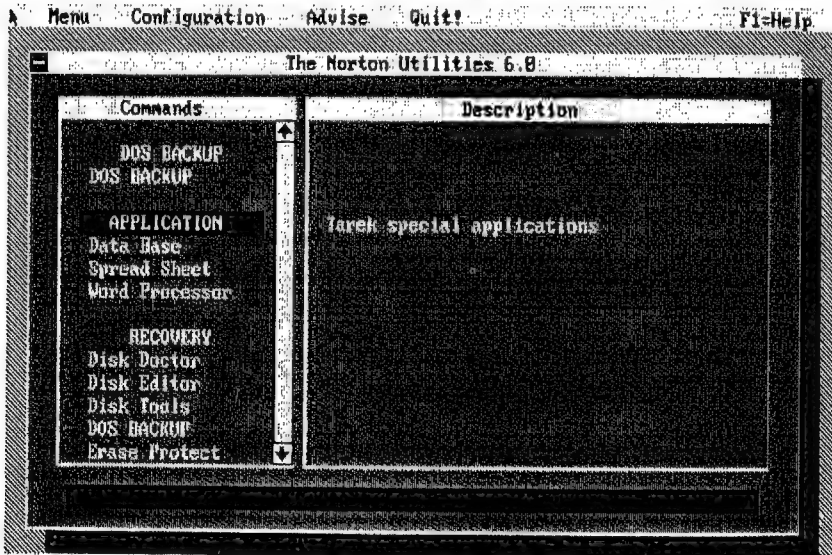 Menu Configuration Advise Quit! F1=Help
The Norton Utilities 6.0
Commands
Description
DOS BACKUP
DOS BACKUP
APPLICATION
Tarek special applications
Data Base
Spread Sheet
Word Processor
RECOVERY
Disk Doctor
Disk Editor
Disk Tools
DOS BACKUP
Erase Protect